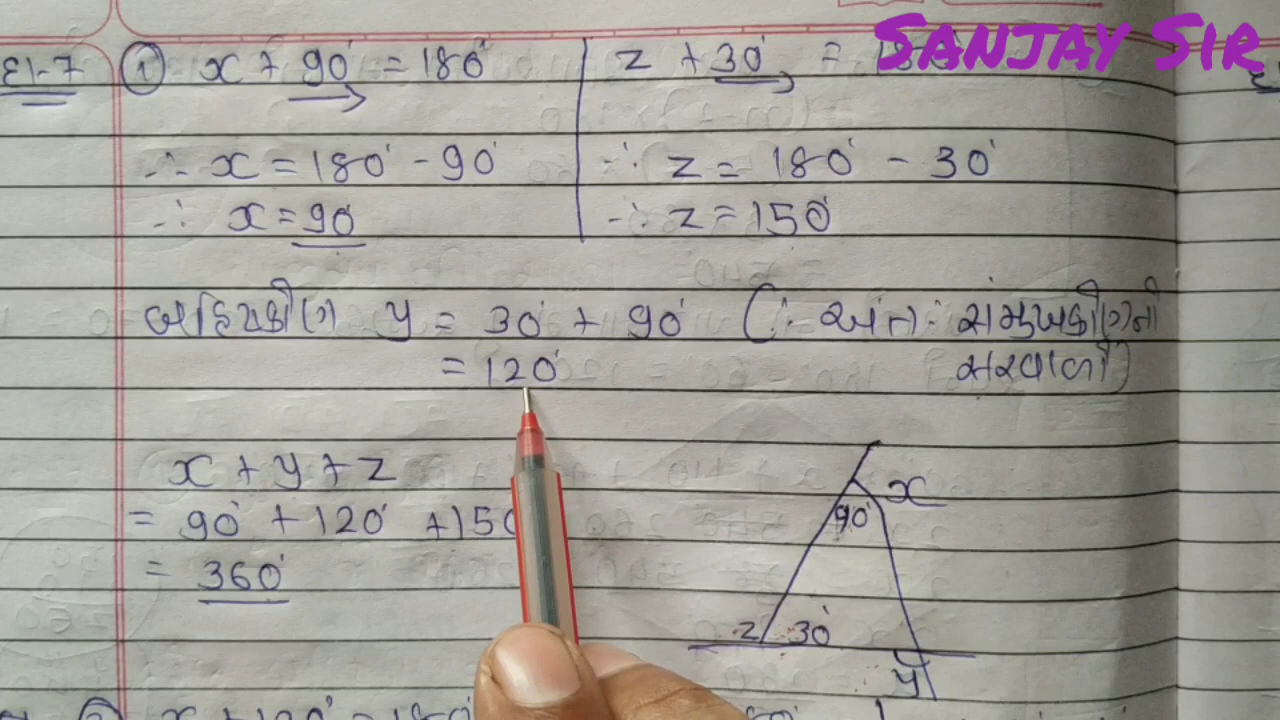 SANJAY SIR
દા-7 ① x + 90° = 180° z + 30° =
∴ x = 180° - 90° ∴ z = 180° - 30°
∴ x = 90° ∴ z = 150°
બહિષ્કોણ y = 30° + 90° (∵ અંતઃ સંમુખકોણનો
= 120° સરવાળો)
x + y + z
= 90° + 120° + 150
= 360°
x
90°
z 30°
y